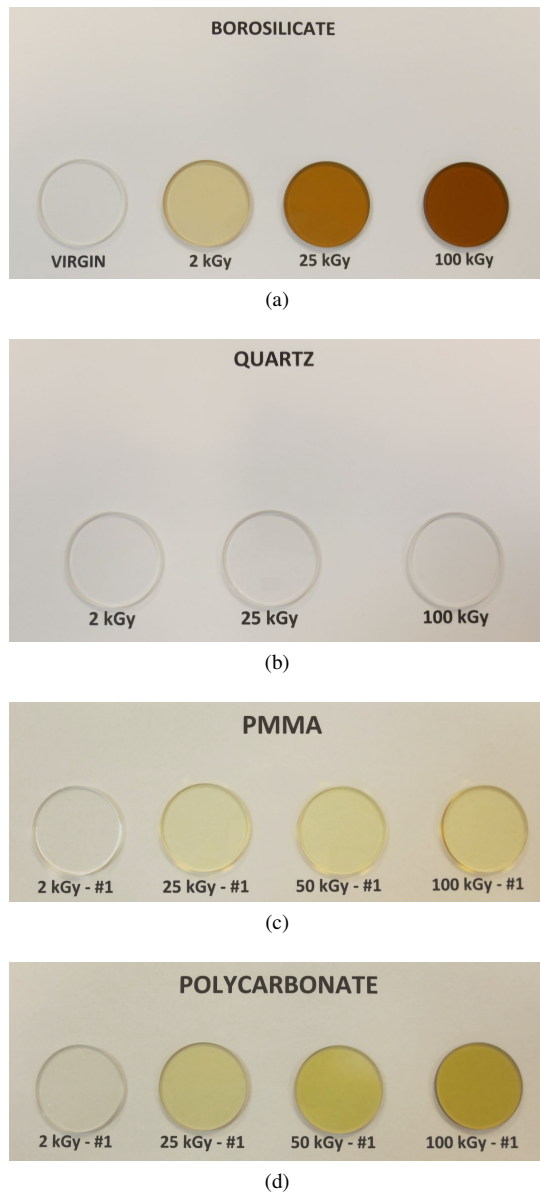 BOROSILICATE
VIRGIN 2 kGy 25 kGy 100 kGy
(a)
QUARTZ
2 kGy 25 kGy 100 kGy
(b)
PMMA
2 kGy - #1 25 kGy - #1 50 kGy - #1 100 kGy - #1
(c)
POLYCARBONATE
2 kGy - #1 25 kGy - #1 50 kGy - #1 100 kGy - #1
(d)